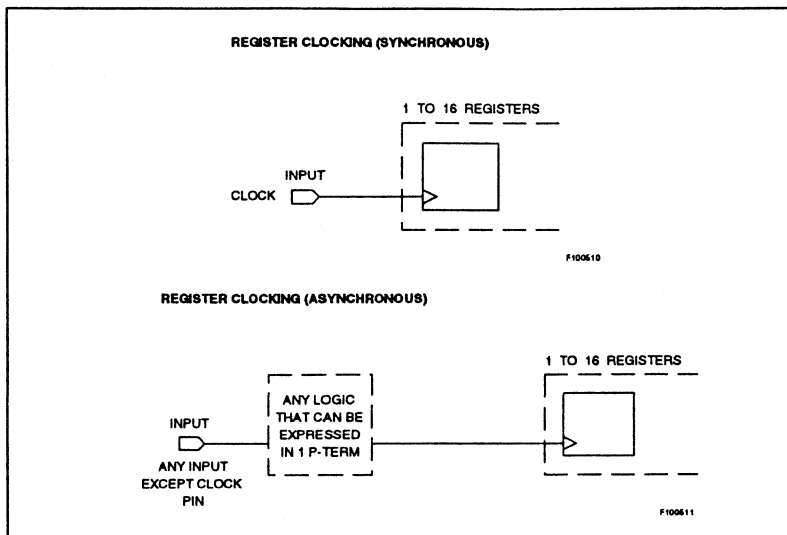 REGISTER CLOCKING (SYNCHRONOUS)
1 TO 16 REGISTERS
INPUT
CLOCK
F100510
REGISTER CLOCKING (ASYNCHRONOUS)
1 TO 16 REGISTERS
ANY LOGIC
THAT CAN BE
EXPRESSED
IN 1 P-TERM
INPUT
ANY INPUT
EXCEPT CLOCK
PIN
F100511